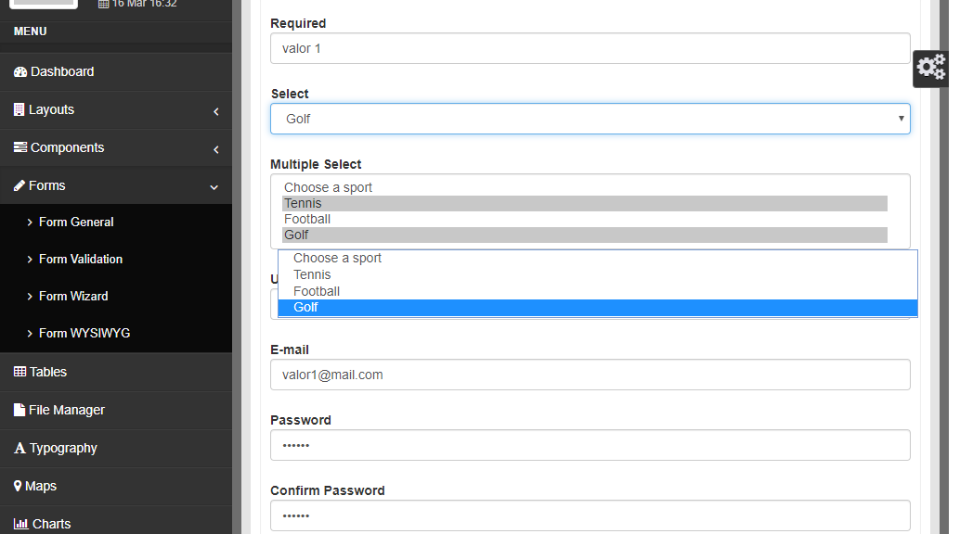 16 Mar 16:32
MENU
Dashboard
Layouts
Components
Forms
Form General
Form Validation
Form Wizard
Form WYSIWYG
Tables
File Manager
Typography
Maps
Charts
Required
valor 1
Select
Golf
Multiple Select
Choose a sport
Tennis
Football
Golf
Choose a sport
Tennis
Football
Golf
E-mail
valor1@mail.com
Password
••••••
Confirm Password
••••••